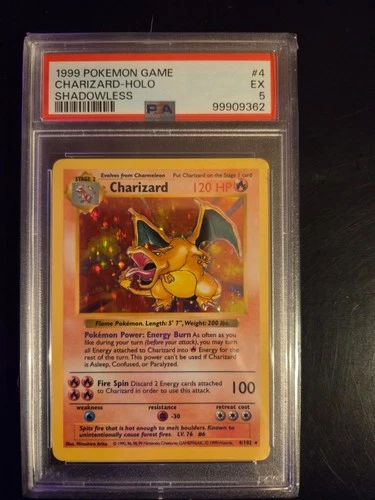 1999 POKEMON GAME #4
CHARIZARD-HOLO EX
SHADOWLESS 5
PSA 99909362
STAGE 2 Evolves from Charmeleon Put Charizard on the Stage 1 card
Charizard 120 HP
Flame Pokémon. Length: 5' 7", Weight: 200 lbs.
Pokémon Power: Energy Burn As often as you
like during your turn (before your attack), you may turn
all Energy attached to Charizard into Energy for the
rest of the turn. This power can't be used if Charizard
is Asleep, Confused, or Paralyzed.
Fire Spin Discard 2 Energy cards attached
to Charizard in order to use this attack. 100
weakness resistance retreat cost
-30
Spits fire that is hot enough to melt boulders. Known to
unintentionally cause forest fires. LV. 76 #6
Illus. Mitsuhiro Arita 4/102 ★